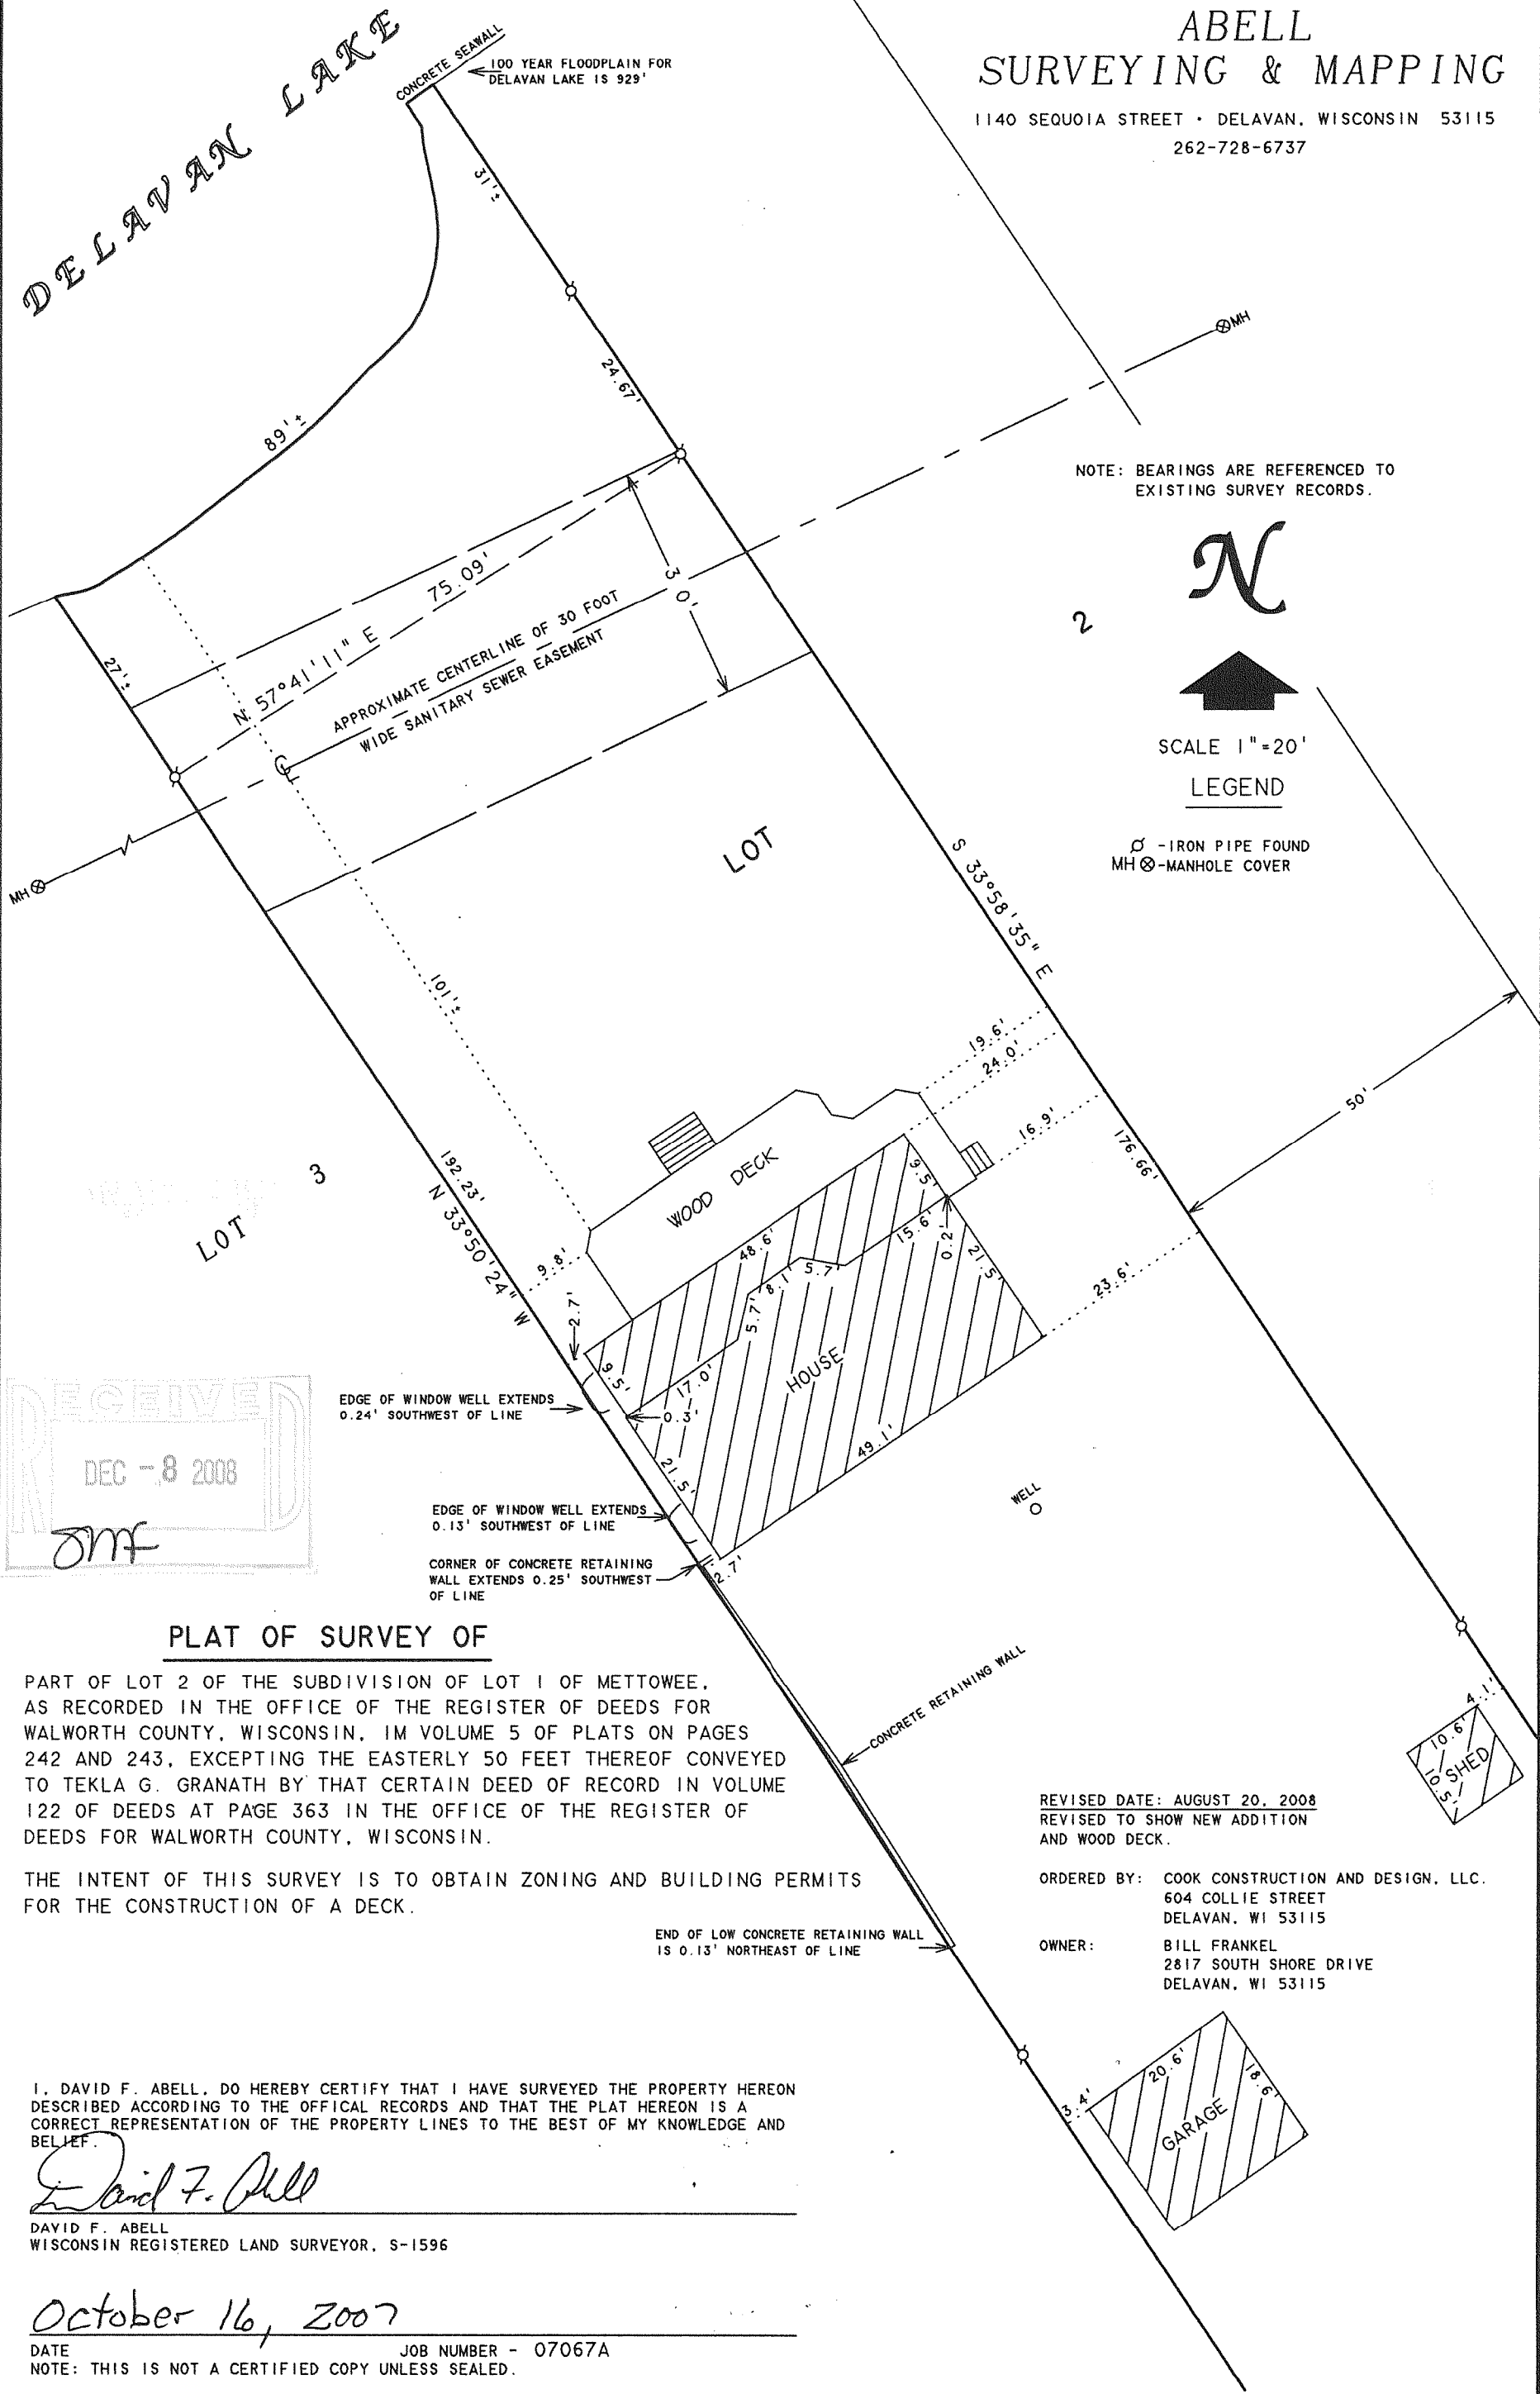 ABELL
SURVEYING & MAPPING
1140 SEQUOIA STREET • DELAVAN, WISCONSIN 53115
262-728-6737
DELAVAN LAKE
CONCRETE SEAWALL
100 YEAR FLOODPLAIN FOR
DELAVAN LAKE IS 929'
31'±
24.67'
MH
89'±
NOTE: BEARINGS ARE REFERENCED TO
EXISTING SURVEY RECORDS.
N
SCALE 1"=20'
LEGEND
-IRON PIPE FOUND
MH ⊗-MANHOLE COVER
75.09'
N 57°41'11" E
30'
APPROXIMATE CENTERLINE OF 30 FOOT
WIDE SANITARY SEWER EASEMENT
27'±
CL
MH
2
LOT
S 33°58'35" E
101'±
19.6'
24.0'
16.9'
50'
176.66'
192.23'
N 33°50'24" W
3
LOT
WOOD DECK
9.8'
9.5'
48.6'
15.6'
0.2'
21.5'
5.7'
8.1'
5.7'
2.7'
23.6'
9.5'
17.0'
0.3'
HOUSE
49.1'
21.5'
EDGE OF WINDOW WELL EXTENDS
0.24' SOUTHWEST OF LINE
RECEIVED
DEC -8 2008
EDGE OF WINDOW WELL EXTENDS
0.13' SOUTHWEST OF LINE
WELL
CORNER OF CONCRETE RETAINING
WALL EXTENDS 0.25' SOUTHWEST
OF LINE
2.7'
CONCRETE RETAINING WALL
PLAT OF SURVEY OF
PART OF LOT 2 OF THE SUBDIVISION OF LOT 1 OF METTOWEE,
AS RECORDED IN THE OFFICE OF THE REGISTER OF DEEDS FOR
WALWORTH COUNTY, WISCONSIN, IM VOLUME 5 OF PLATS ON PAGES
242 AND 243, EXCEPTING THE EASTERLY 50 FEET THEREOF CONVEYED
TO TEKLA G. GRANATH BY THAT CERTAIN DEED OF RECORD IN VOLUME
122 OF DEEDS AT PAGE 363 IN THE OFFICE OF THE REGISTER OF
DEEDS FOR WALWORTH COUNTY, WISCONSIN.
THE INTENT OF THIS SURVEY IS TO OBTAIN ZONING AND BUILDING PERMITS
FOR THE CONSTRUCTION OF A DECK.
4.1'
10.6'
10.5'
SHED
REVISED DATE: AUGUST 20, 2008
REVISED TO SHOW NEW ADDITION
AND WOOD DECK.
ORDERED BY: COOK CONSTRUCTION AND DESIGN, LLC.
604 COLLIE STREET
DELAVAN, WI 53115
OWNER: BILL FRANKEL
2817 SOUTH SHORE DRIVE
DELAVAN, WI 53115
END OF LOW CONCRETE RETAINING WALL
IS 0.13' NORTHEAST OF LINE
3.4'
20.6'
18.6'
GARAGE
I, DAVID F. ABELL, DO HEREBY CERTIFY THAT I HAVE SURVEYED THE PROPERTY HEREON
DESCRIBED ACCORDING TO THE OFFICAL RECORDS AND THAT THE PLAT HEREON IS A
CORRECT REPRESENTATION OF THE PROPERTY LINES TO THE BEST OF MY KNOWLEDGE AND
BELIEF.
David F. Abell
DAVID F. ABELL
WISCONSIN REGISTERED LAND SURVEYOR, S-1596
October 16, 2007
DATE JOB NUMBER - 07067A
NOTE: THIS IS NOT A CERTIFIED COPY UNLESS SEALED.